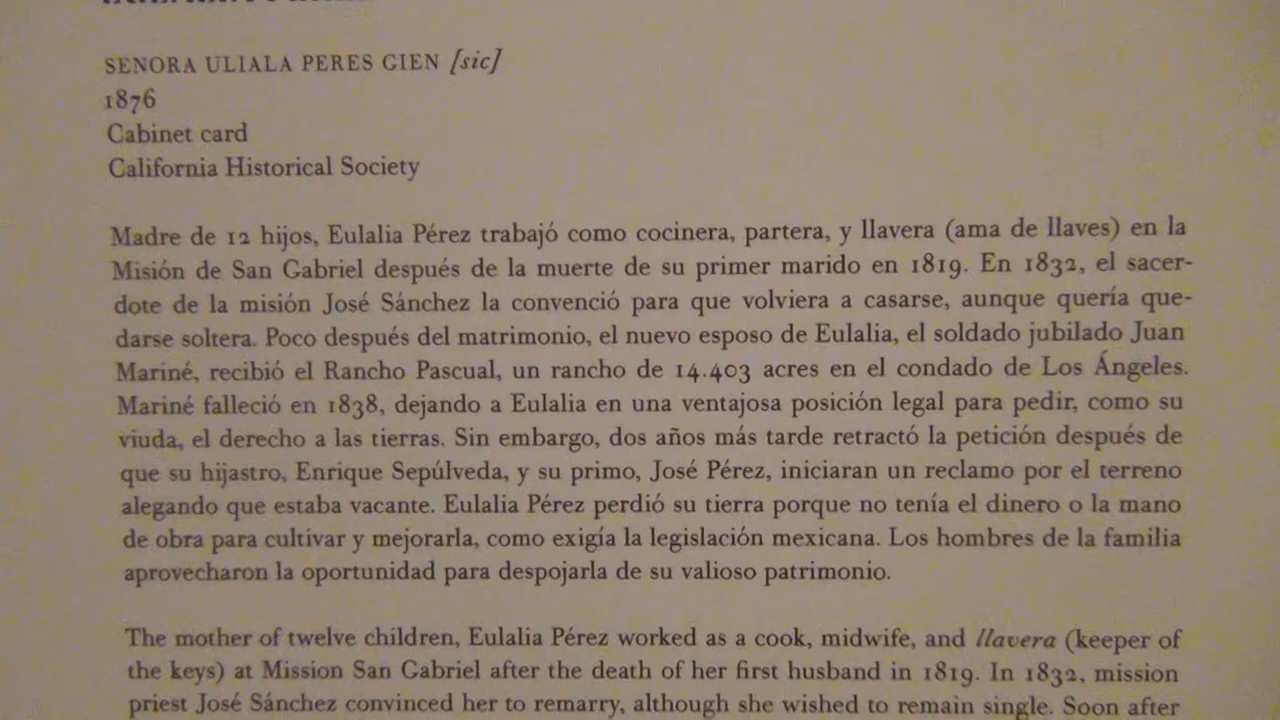 SENORA ULIALA PERES GIEN [sic]
1876
Cabinet card
California Historical Society
Madre de 12 hijos, Eulalia Pérez trabajó como cocinera, partera, y llavera (ama de llaves) en la
Misión de San Gabriel después de la muerte de su primer marido en 1819. En 1832, el sacer-
dote de la misión José Sánchez la convenció para que volviera a casarse, aunque quería que-
darse soltera. Poco después del matrimonio, el nuevo esposo de Eulalia, el soldado jubilado Juan
Mariné, recibió el Rancho Pascual, un rancho de 14.403 acres en el condado de Los Ángeles.
Mariné falleció en 1838, dejando a Eulalia en una ventajosa posición legal para pedir, como su
viuda, el derecho a las tierras. Sin embargo, dos años más tarde retractó la petición después de
que su hijastro, Enrique Sepúlveda, y su primo, José Pérez, iniciaran un reclamo por el terreno
alegando que estaba vacante. Eulalia Pérez perdió su tierra porque no tenía el dinero o la mano
de obra para cultivar y mejorarla, como exigía la legislación mexicana. Los hombres de la familia
aprovecharon la oportunidad para despojarla de su valioso patrimonio.
The mother of twelve children, Eulalia Pérez worked as a cook, midwife, and llavera (keeper of
the keys) at Mission San Gabriel after the death of her first husband in 1819. In 1832, mission
priest José Sánchez convinced her to remarry, although she wished to remain single. Soon after